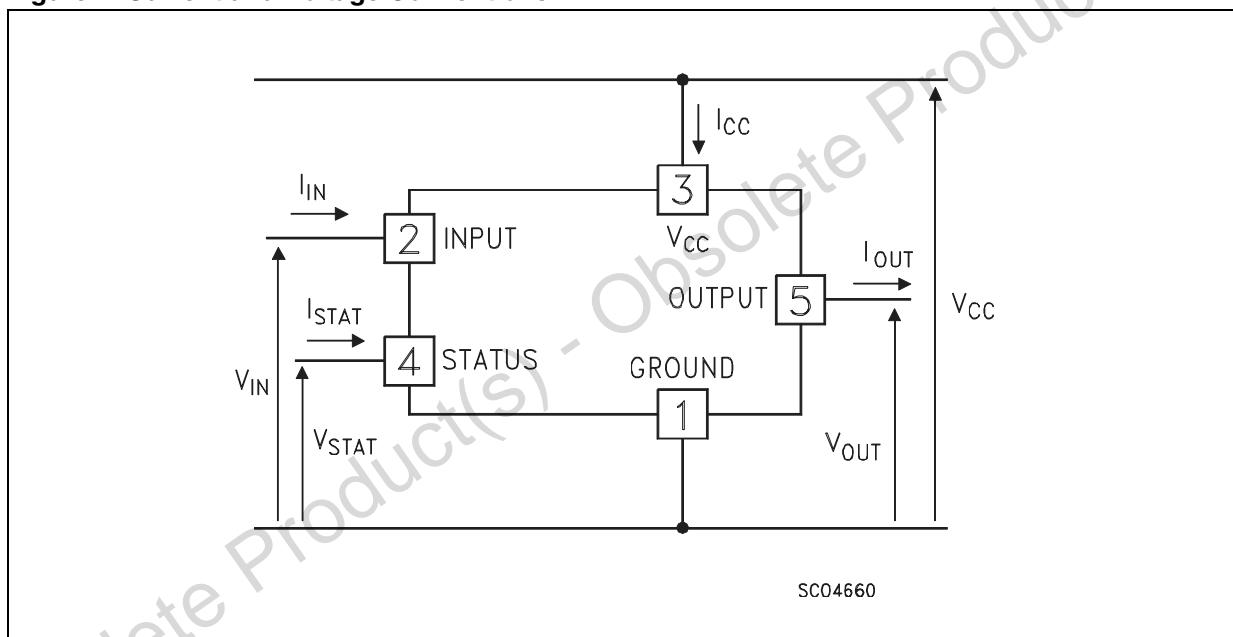 I_CC
3
V_CC
I_IN
2 INPUT
I_OUT
OUTPUT 5
V_CC
I_STAT
4 STATUS
GROUND
1
V_IN
V_STAT
V_OUT
SC04660
Obsolete Product(s) - Obsolete Produc